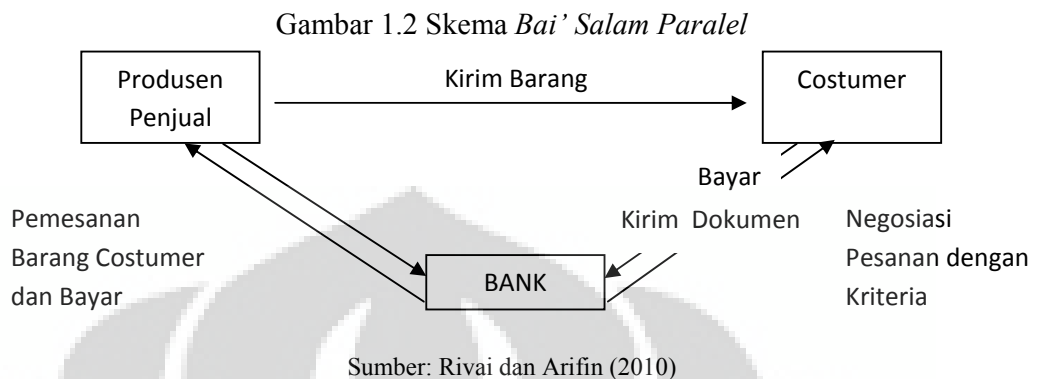 Gambar 1.2 Skema Bai’ Salam Paralel
Produsen
Penjual
Kirim Barang
Costumer
Bayar
Kirim Dokumen
Pemesanan
Barang Costumer
dan Bayar
Negosiasi
Pesanan dengan
Kriteria
BANK
Sumber: Rivai dan Arifin (2010)